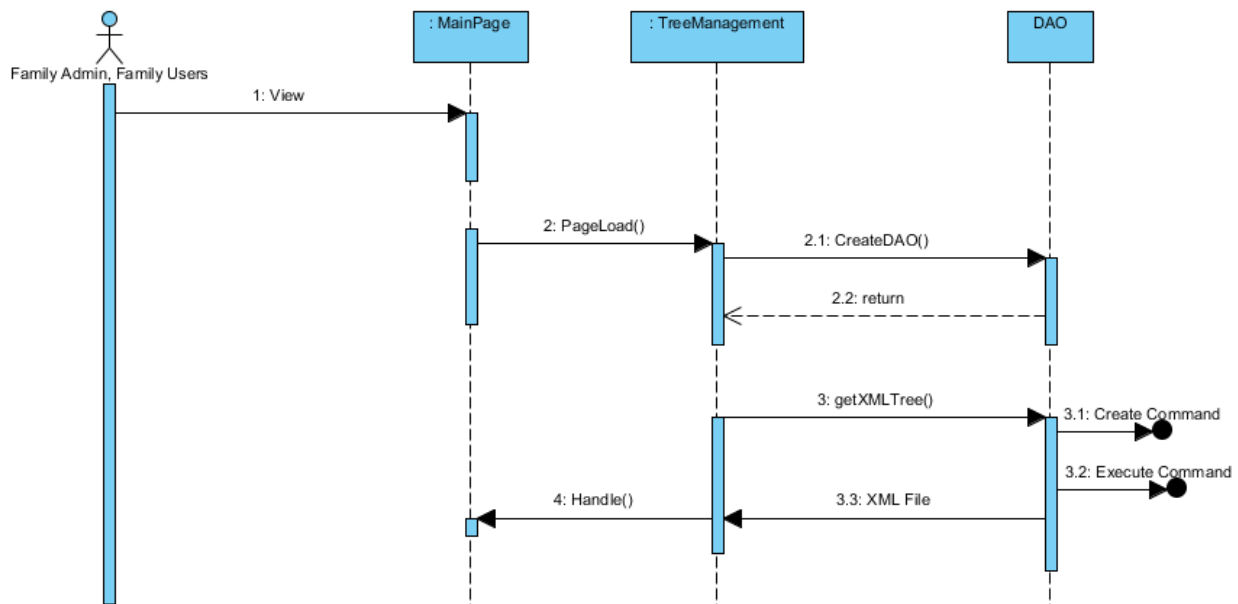 : MainPage
: TreeManagement
DAO
Family Admin, Family Users
1: View
2: PageLoad()
2.1: CreateDAO()
2.2: return
3: getXMLTree()
3.1: Create Command
3.2: Execute Command
4: Handle()
3.3: XML File